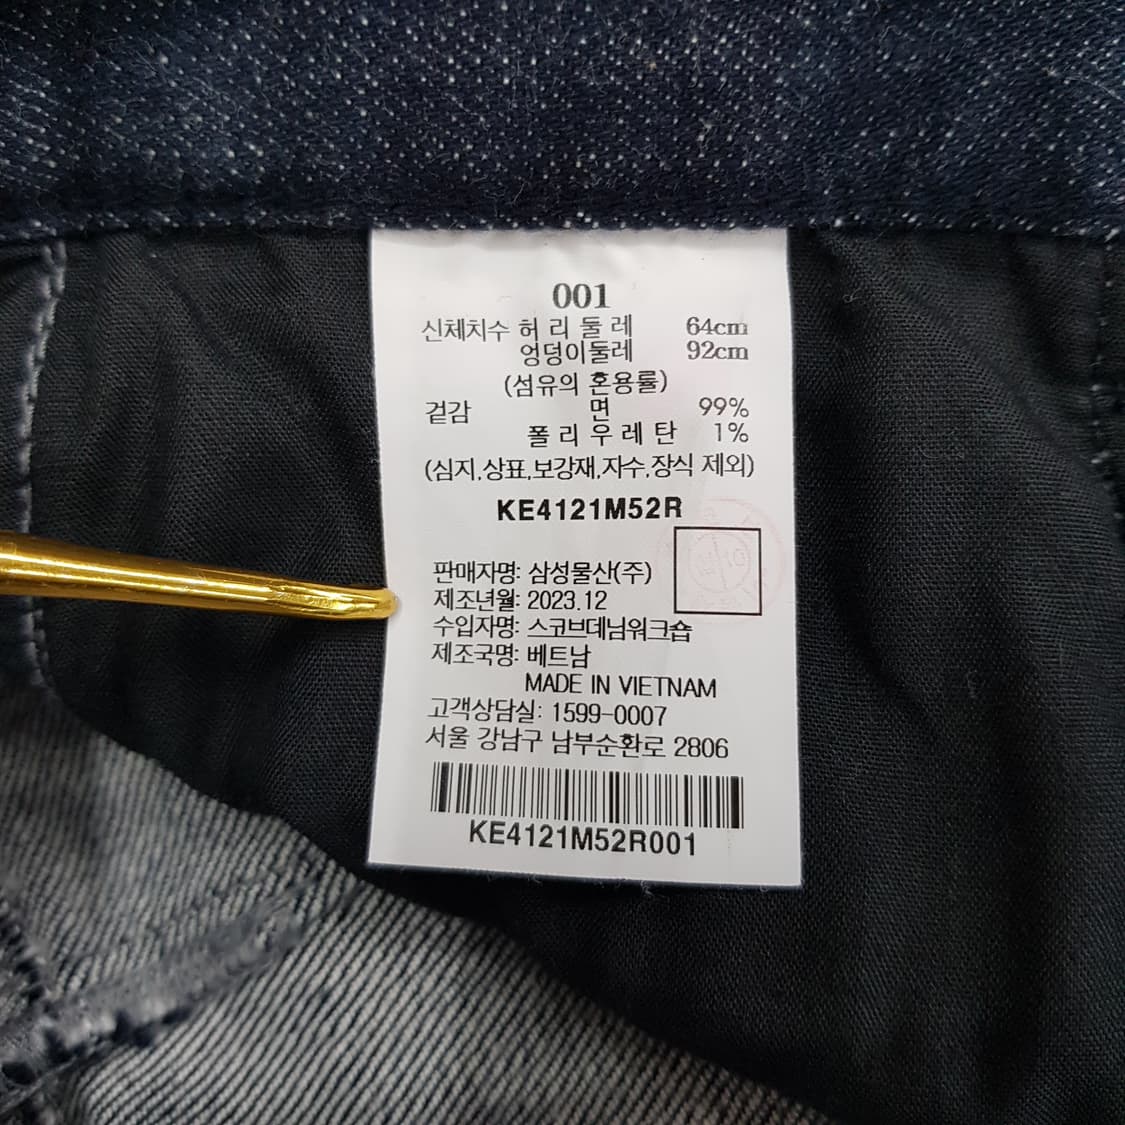 001
신체치수 허 리 둘 레 64cm
엉덩이둘레 92cm
(섬유의 혼용률)
겉감 면 99%
폴 리 우 레 탄 1%
(심지,상표,보강재,자수,장식 제외)
KE4121M52R
판매자명: 삼성물산(주)
제조년월: 2023.12
수입자명: 스코브데님워크숍
제조국명: 베트남
MADE IN VIETNAM
고객상담실: 1599-0007
서울 강남구 남부순환로 2806
KE4121M52R001